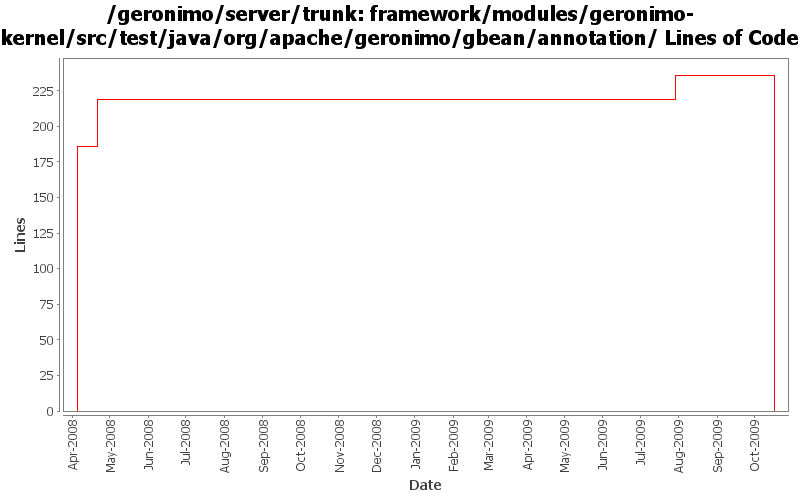 /geronimo/server/trunk: framework/modules/geronimo-
kernel/src/test/java/org/apache/geronimo/gbean/annotation/ Lines of Code
225
200
175
150
125
100
75
50
25
0
Lines
Apr-2008
May-2008
Jun-2008
Jul-2008
Aug-2008
Sep-2008
Oct-2008
Nov-2008
Dec-2008
Jan-2009
Feb-2009
Mar-2009
Apr-2009
May-2009
Jun-2009
Jul-2009
Aug-2009
Sep-2009
Oct-2009
Date